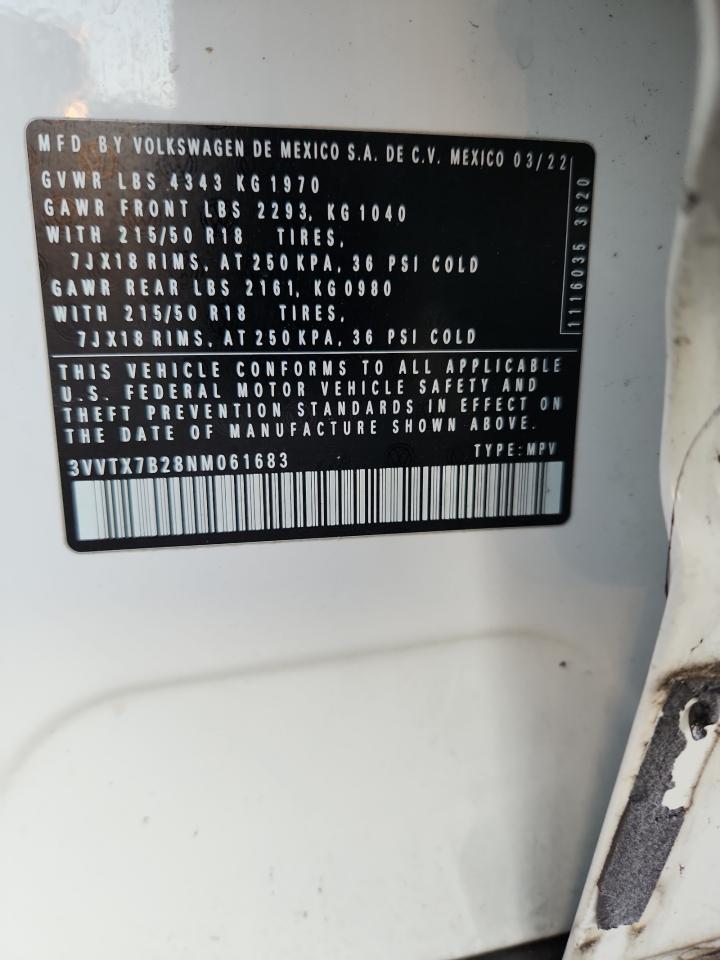 MFD BY VOLKSWAGEN DE MEXICO S.A. DE C.V. MEXICO 03/22
GVWR LBS 4343 KG 1970
GAWR FRONT LBS 2293, KG 1040
WITH 215/50 R18 TIRES,
7JX18 RIMS, AT 250 KPA, 36 PSI COLD
GAWR REAR LBS 2161, KG 0980
WITH 215/50 R18 TIRES,
7JX18 RIMS, AT 250 KPA, 36 PSI COLD
1116035 3620
THIS VEHICLE CONFORMS TO ALL APPLICABLE
U.S. FEDERAL MOTOR VEHICLE SAFETY AND
THEFT PREVENTION STANDARDS IN EFFECT ON
THE DATE OF MANUFACTURE SHOWN ABOVE.
3VVTX7B28NM061683 TYPE: MPV